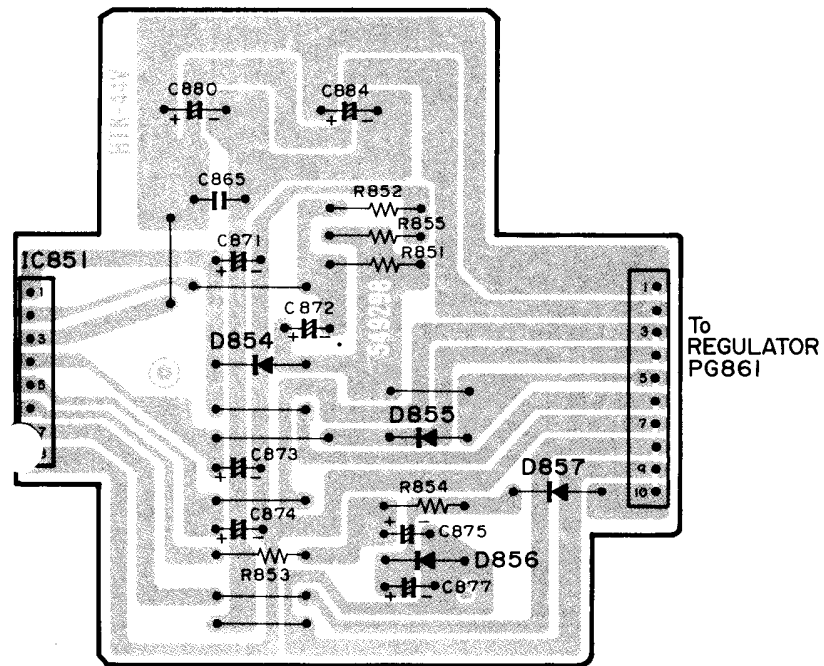 C880
C884
+ -
+ -
C865
R852
R855
R851
C871
+ -
IC851
1
3
5
7
C872
+ -
D854
1
3
5
7
9
10
To
REGULATOR
PG861
D855
C873
+ -
D857
R854
C874
+ -
+ -
C875
D856
R853
+ -
C877